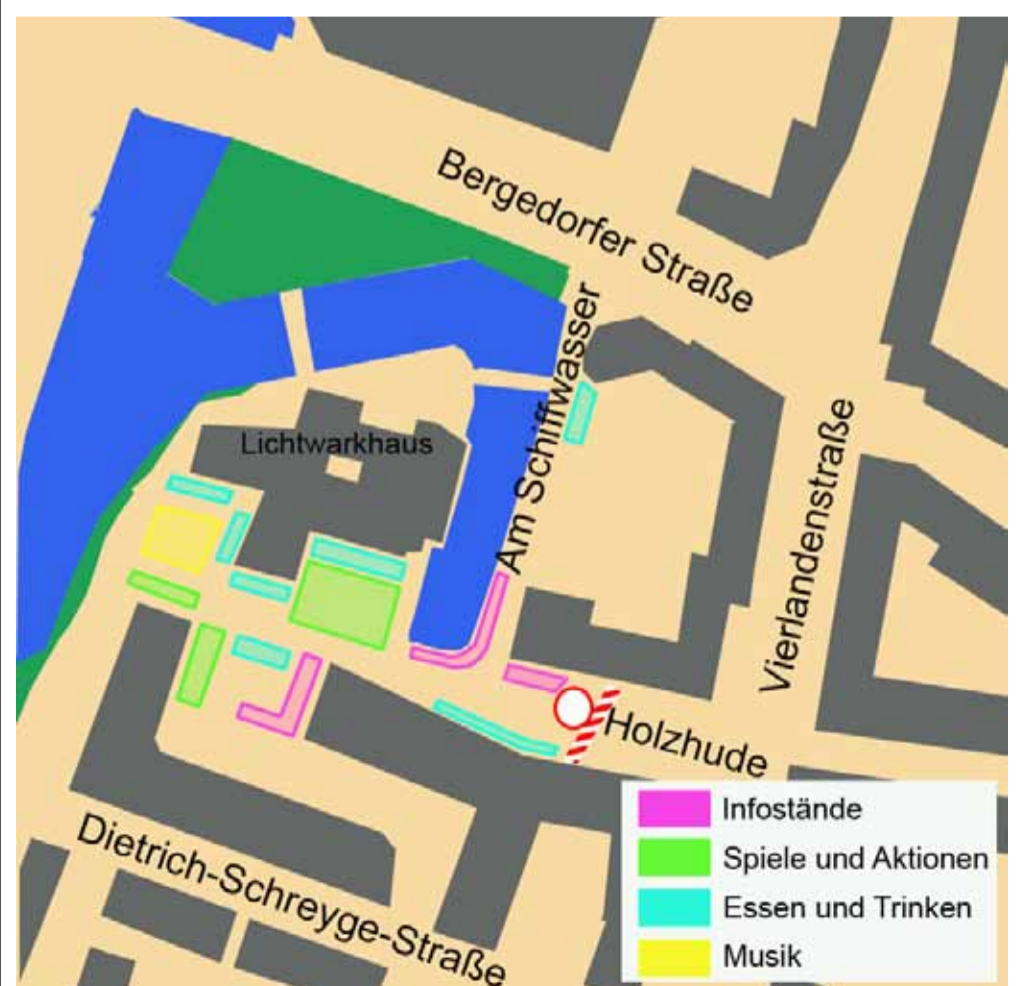 Bergedorfer Straße
Am Schiffwasser
Lichtwarkhaus
Vierlandenstraße
Holzhude
Dietrich-Schreyge-Straße
Infostände
Spiele und Aktionen
Essen und Trinken
Musik